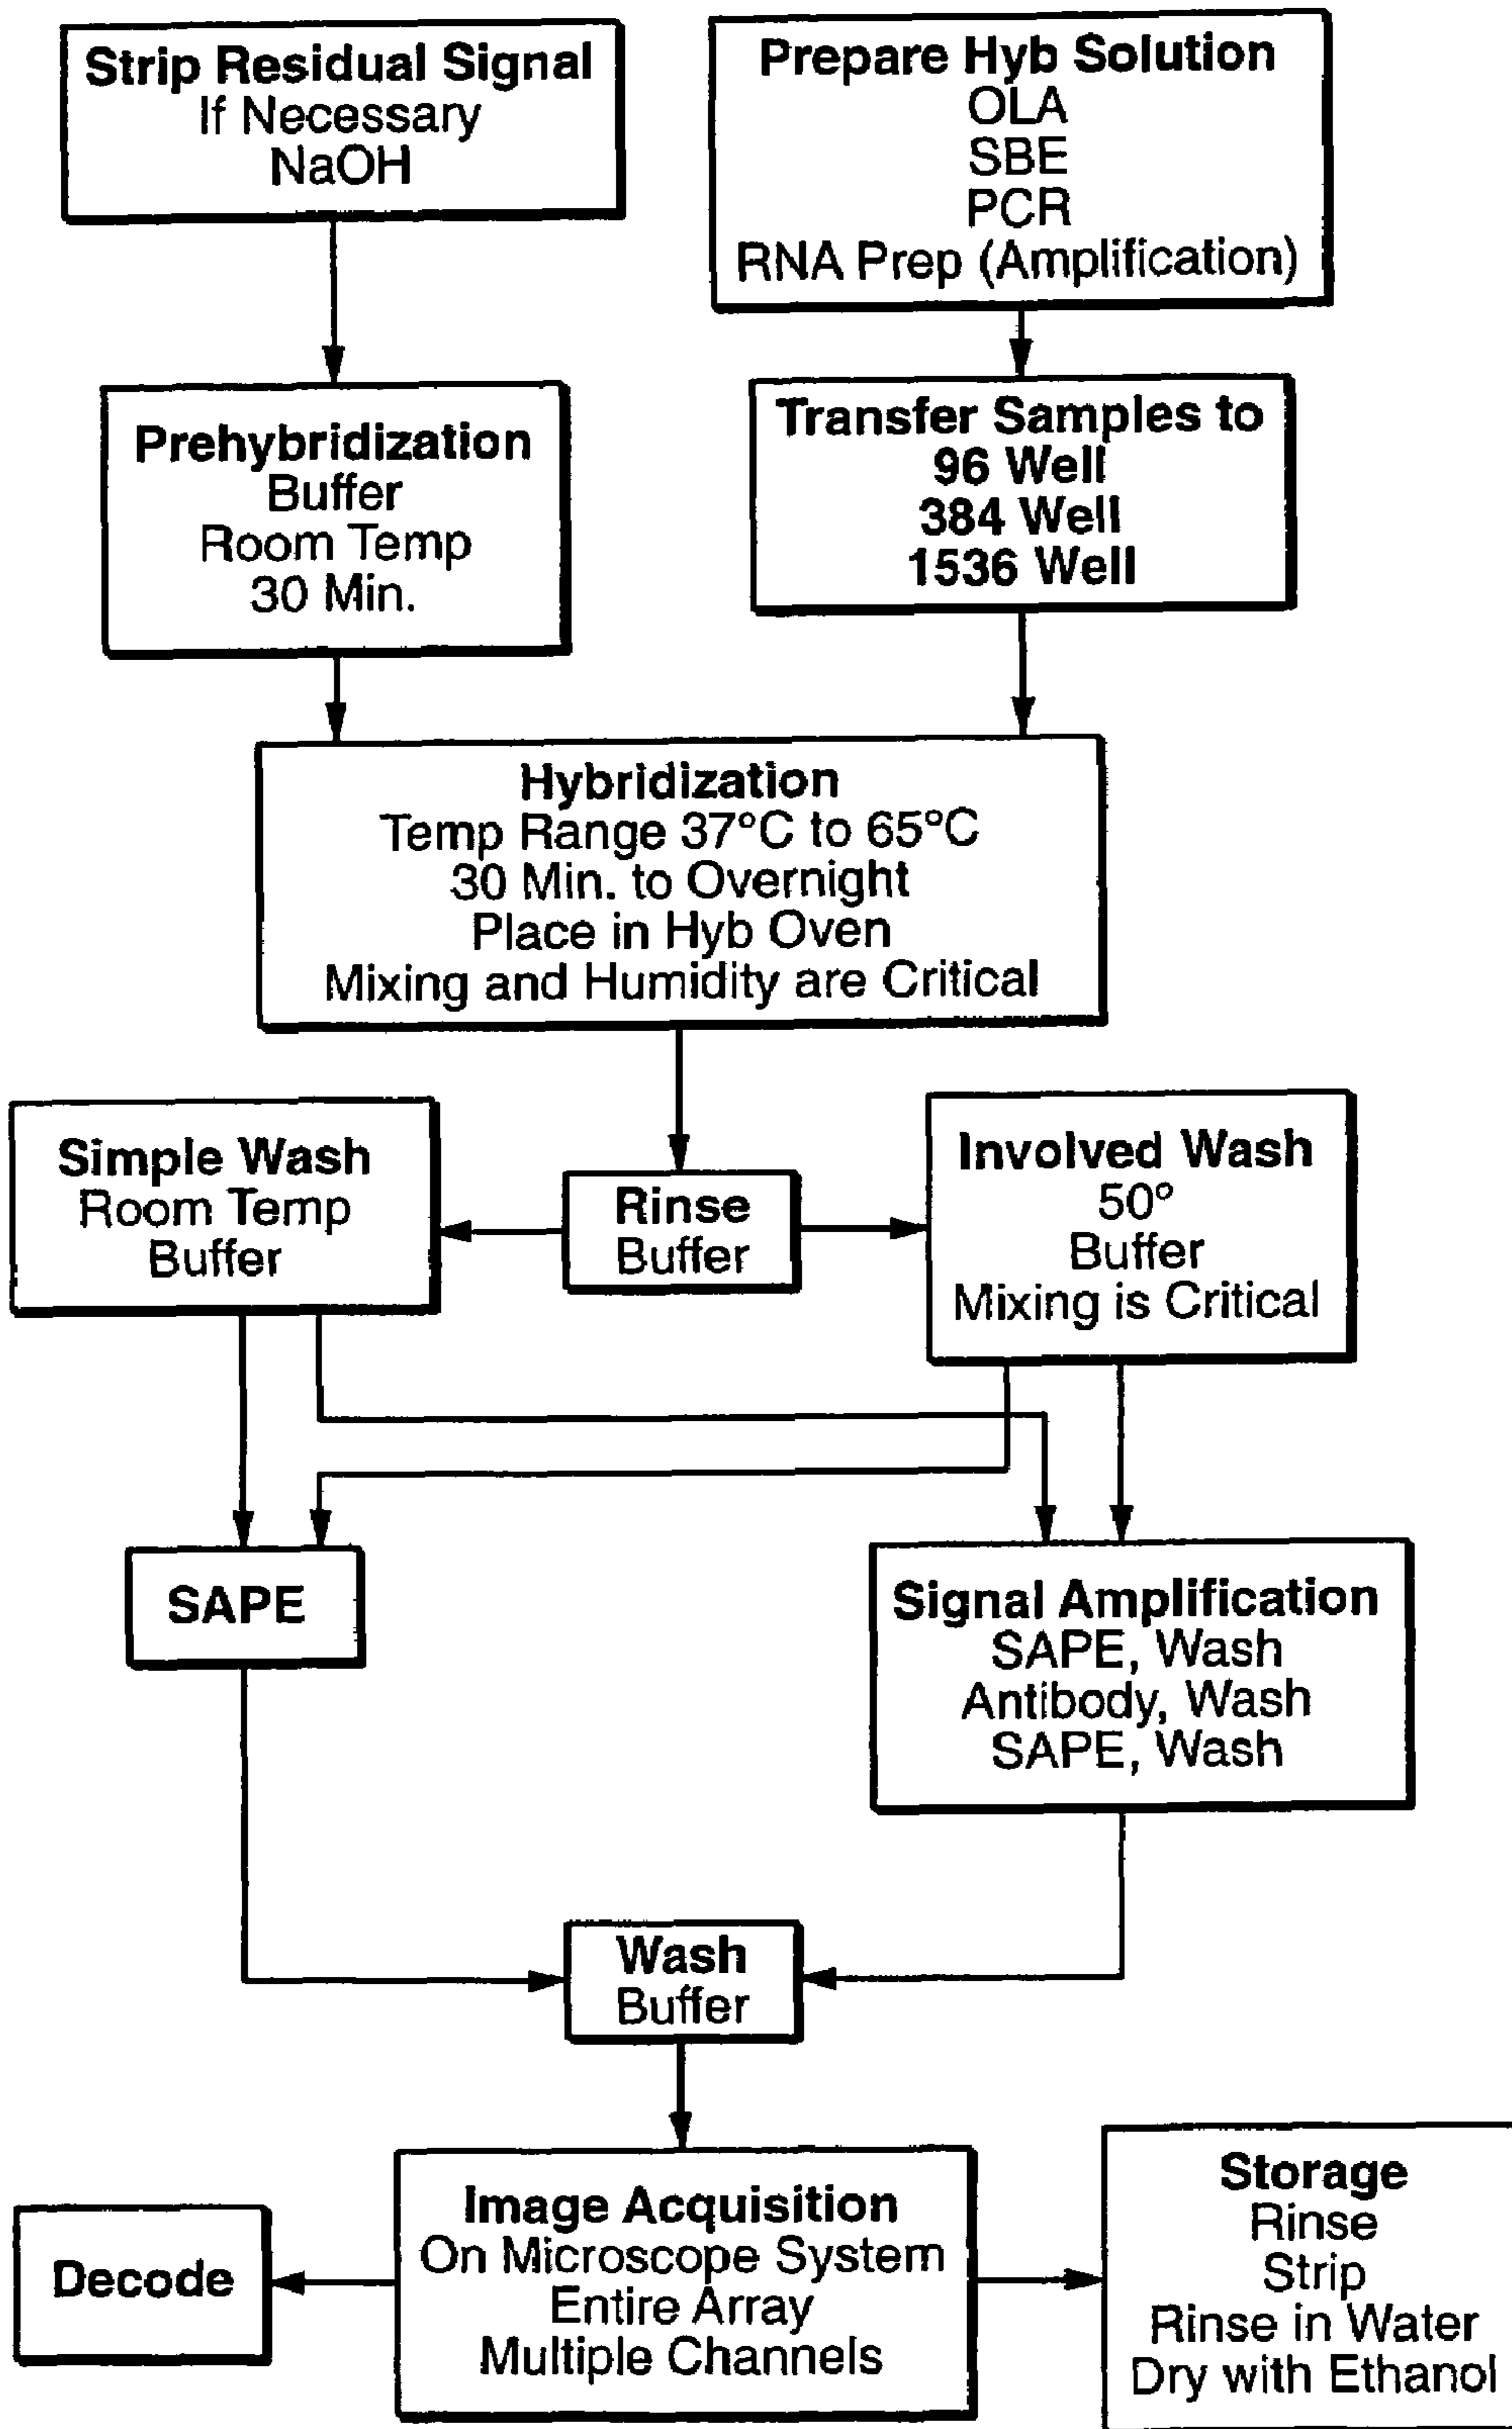 Strip Residual Signal
If Necessary
NaOH
Prepare Hyb Solution
OLA
SBE
PCR
RNA Prep (Amplification)
Prehybridization
Buffer
Room Temp
30 Min.
Transfer Samples to
96 Well
384 Well
1536 Well
Hybridization
Temp Range 37°C to 65°C
30 Min. to Overnight
Place in Hyb Oven
Mixing and Humidity are Critical
Simple Wash
Room Temp
Buffer
Rinse
Buffer
Involved Wash
50°
Buffer
Mixing is Critical
SAPE
Signal Amplification
SAPE, Wash
Antibody, Wash
SAPE, Wash
Wash
Buffer
Decode
Image Acquisition
On Microscope System
Entire Array
Multiple Channels
Storage
Rinse
Strip
Rinse in Water
Dry with Ethanol